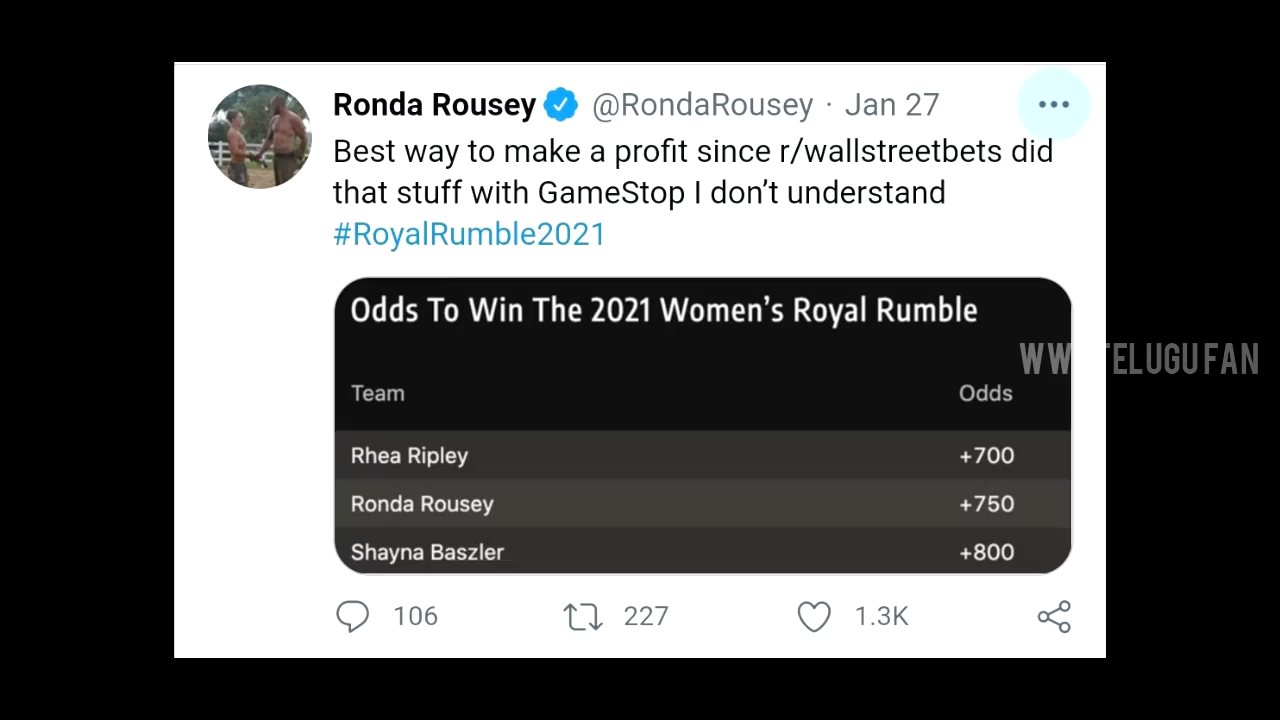 Ronda Rousey @RondaRousey · Jan 27
Best way to make a profit since r/wallstreetbets did
that stuff with GameStop I don’t understand
#RoyalRumble2021
Odds To Win The 2021 Women’s Royal Rumble
Team Odds
Rhea Ripley +700
Ronda Rousey +750
Shayna Baszler +800
106 227 1.3K